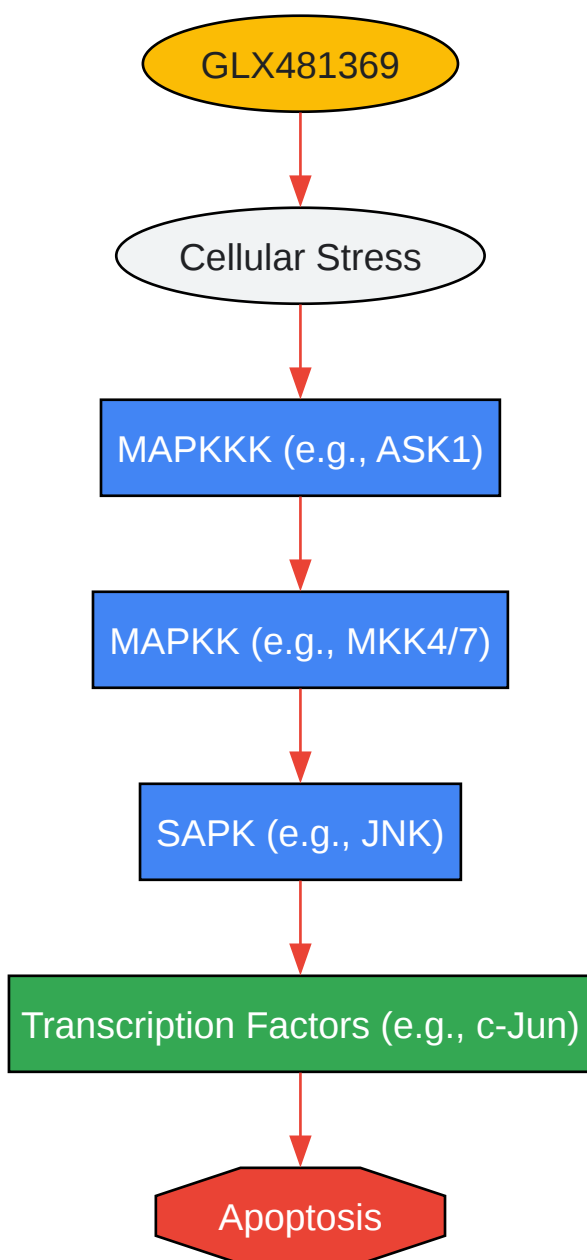 GLX481369
Cellular Stress
MAPKKK (e.g., ASK1)
MAPKK (e.g., MKK4/7)
SAPK (e.g., JNK)
Transcription Factors (e.g., c-Jun)
Apoptosis